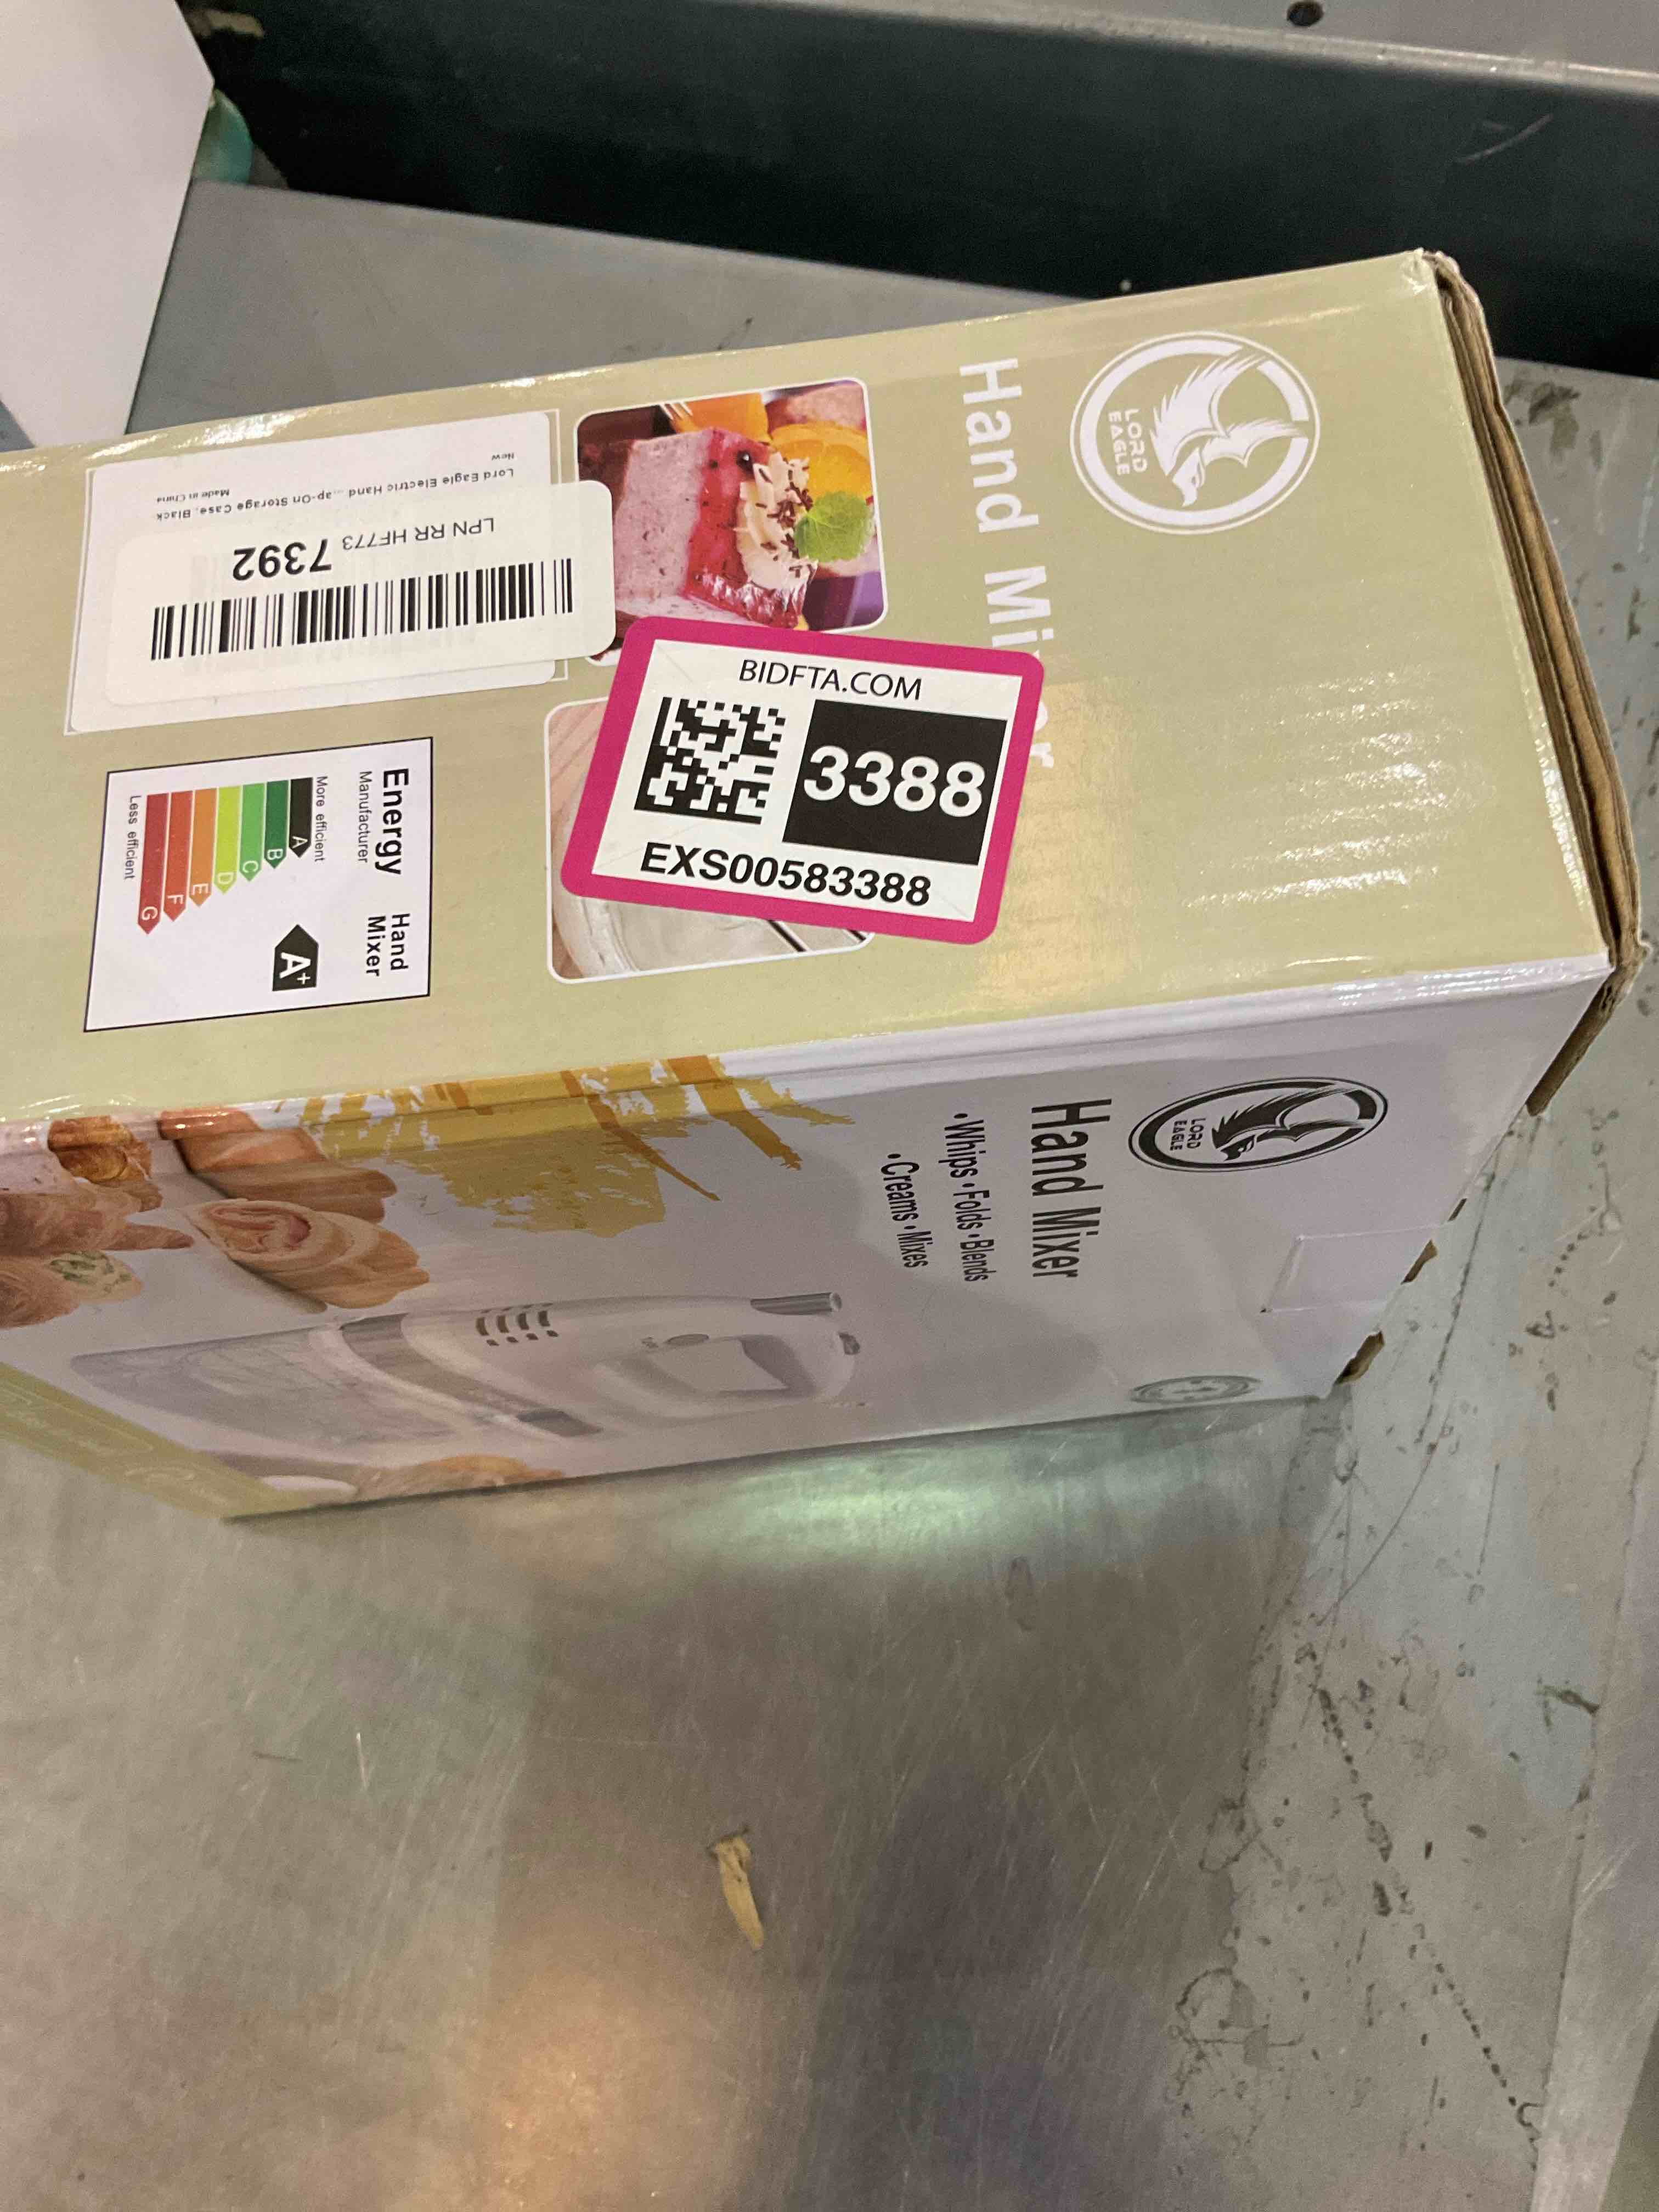 LORD
EAGLE
Hand Mi er
BIDFTA.COM
3388
EXS00583388
LPN RR HF773 7392
Lord Eagle Electric Hand ...ap-On Storage Case, Black
New
Made in China
Energy
Manufacturer
Hand
Mixer
More efficient
A
B
C
D
E
F
G
Less efficient
A+
LORD
EAGLE
Hand Mixer
•Whips •Folds •Blends
•Creams •Mixes